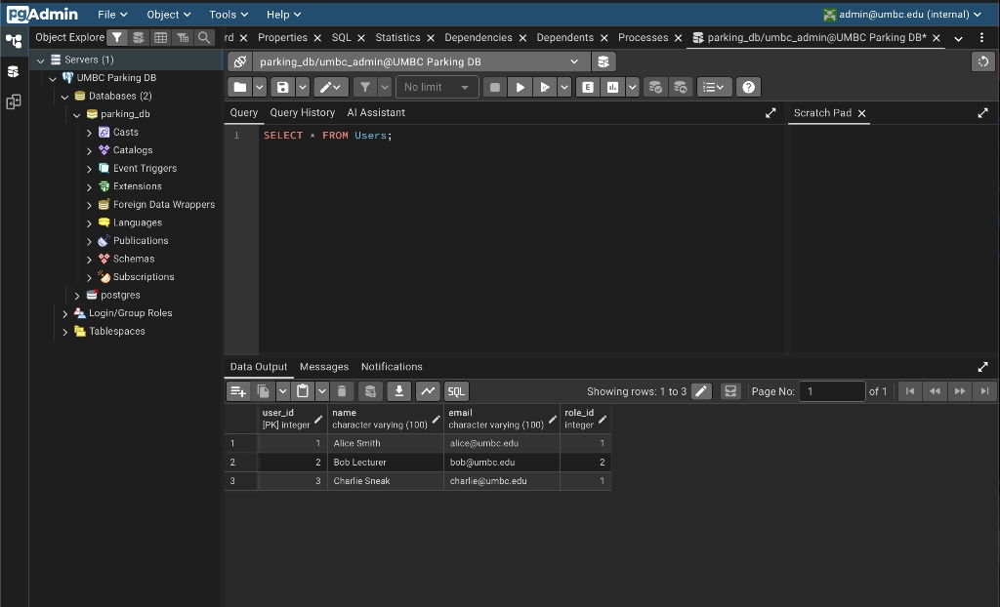 pgAdmin File Object Tools Help admin@umbc.edu (internal)
Object Explore rd Properties SQL Statistics Dependencies Dependents Processes parking_db/umbc_admin@UMBC Parking DB*
Servers (1)
UMBC Parking DB
Databases (2)
parking_db
Casts
Catalogs
Event Triggers
Extensions
Foreign Data Wrappers
Languages
Publications
Schemas
Subscriptions
postgres
Login/Group Roles
Tablespaces
parking_db/umbc_admin@UMBC Parking DB
No limit E
Query Query History AI Assistant Scratch Pad
1 SELECT * FROM Users;
Data Output Messages Notifications
SQL Showing rows: 1 to 3 Page No: 1 of 1
user_id name email role_id
[PK] integer character varying (100) character varying (100) integer
1 1 Alice Smith alice@umbc.edu 1
2 2 Bob Lecturer bob@umbc.edu 2
3 3 Charlie Sneak charlie@umbc.edu 1